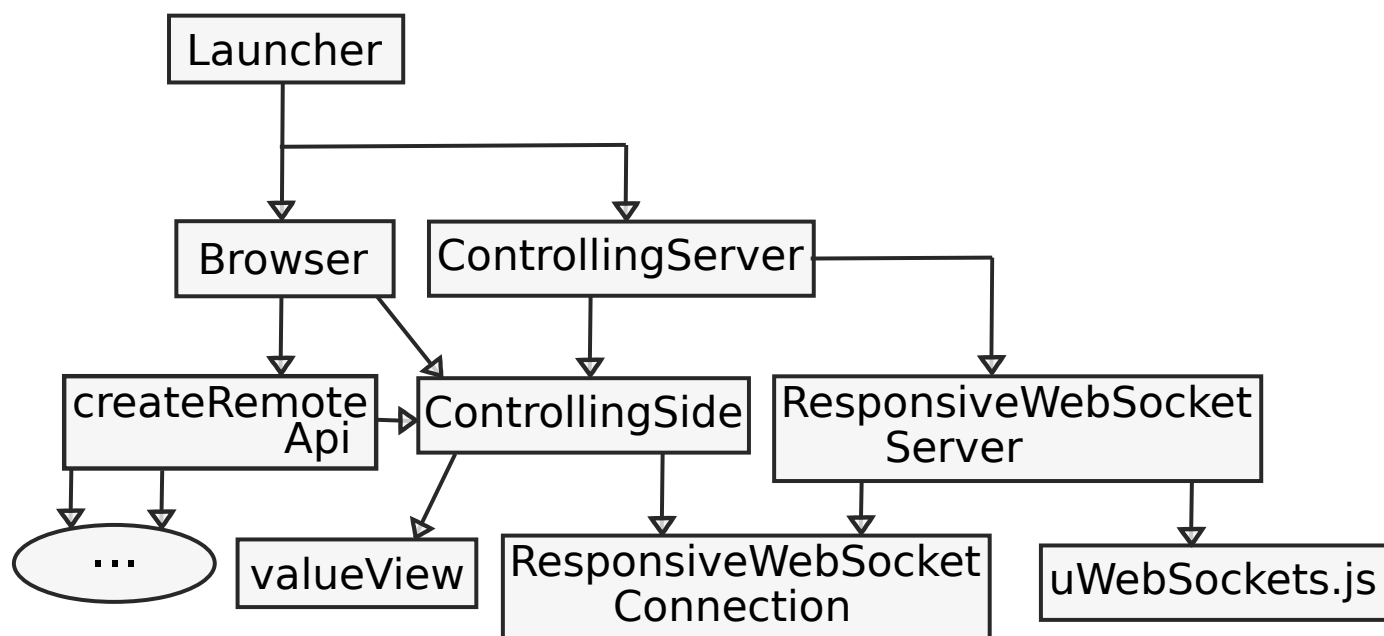 Launcher
Browser
ControllingServer
createRemote
Api
ControllingSide
ResponsiveWebSocket
Server
...
valueView
ResponsiveWebSocket
Connection
uWebSockets.js